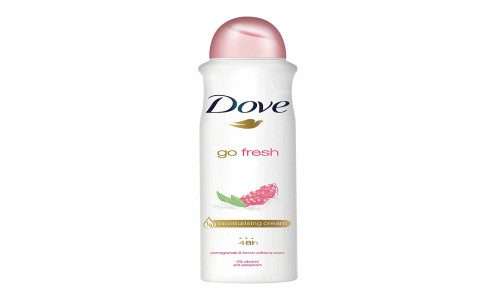 Dove
go fresh
moisturising cream
48h
pomegranate & lemon verbena scent
0% alcohol
anti-perspirant